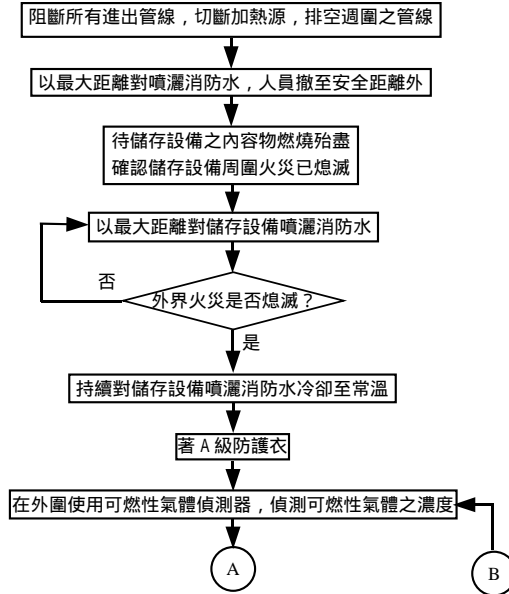 阻斷所有進出管線，切斷加熱源，排空週圍之管線
以最大距離對噴灑消防水，人員撤至安全距離外
待儲存設備之內容物燃燒殆盡
確認儲存設備周圍火災已熄滅
以最大距離對儲存設備噴灑消防水
否
外界火災是否熄滅？
是
持續對儲存設備噴灑消防水冷卻至常溫
著 A 級防護衣
在外圍使用可燃性氣體偵測器，偵測可燃性氣體之濃度
A
B